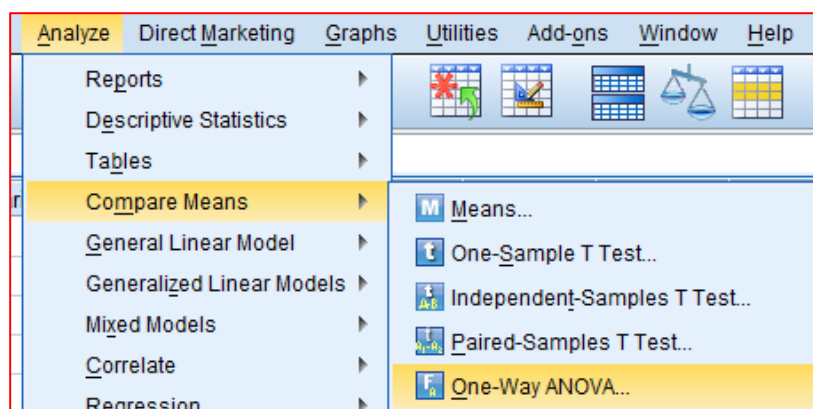 Analyze Direct Marketing Graphs Utilities Add-ons Window Help
Reports
Descriptive Statistics
Tables
Compare Means
General Linear Model
Generalized Linear Models
Mixed Models
Correlate
Regression
Means...
One-Sample T Test...
Independent-Samples T Test...
Paired-Samples T Test...
One-Way ANOVA...